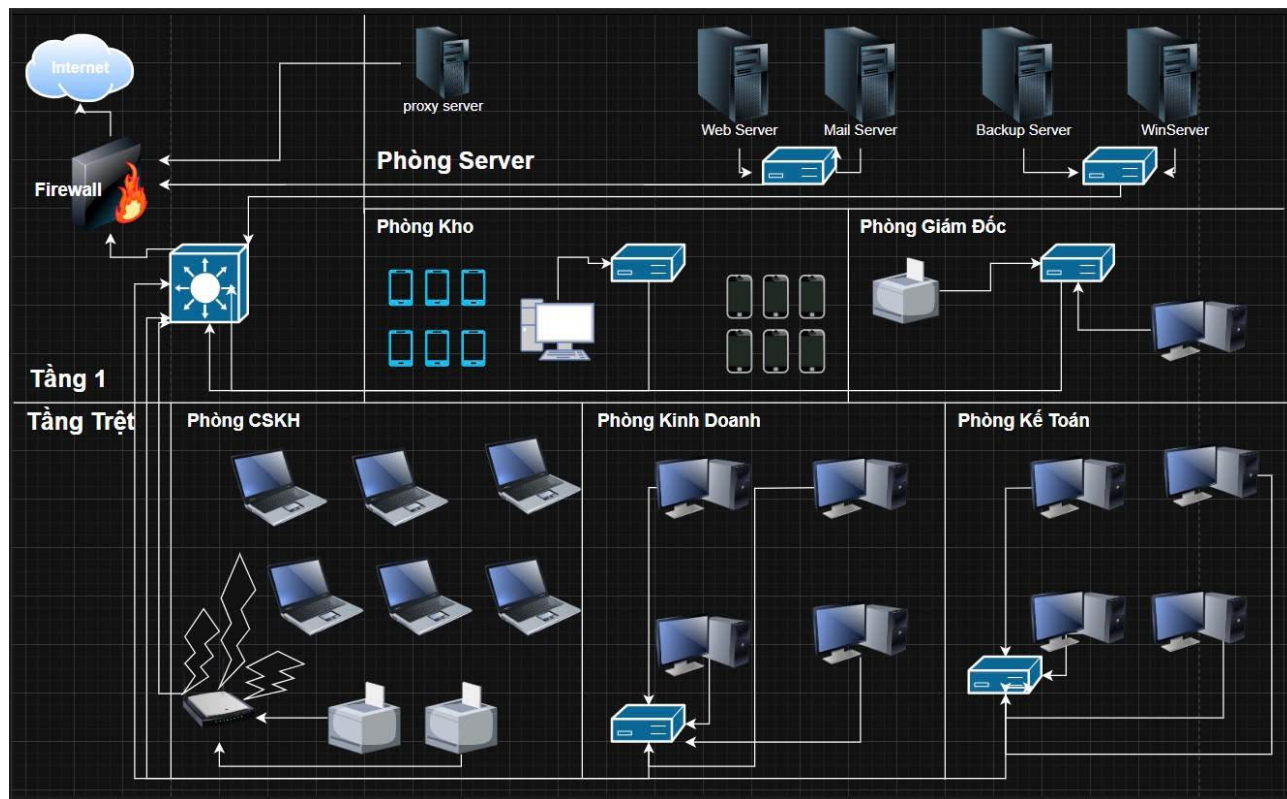 Internet
proxy server
Web Server
Mail Server
Backup Server
WinServer
Phòng Server
Firewall
Phòng Kho
Phòng Giám Đốc
Tầng 1
Tầng Trệt
Phòng CSKH
Phòng Kinh Doanh
Phòng Kế Toán